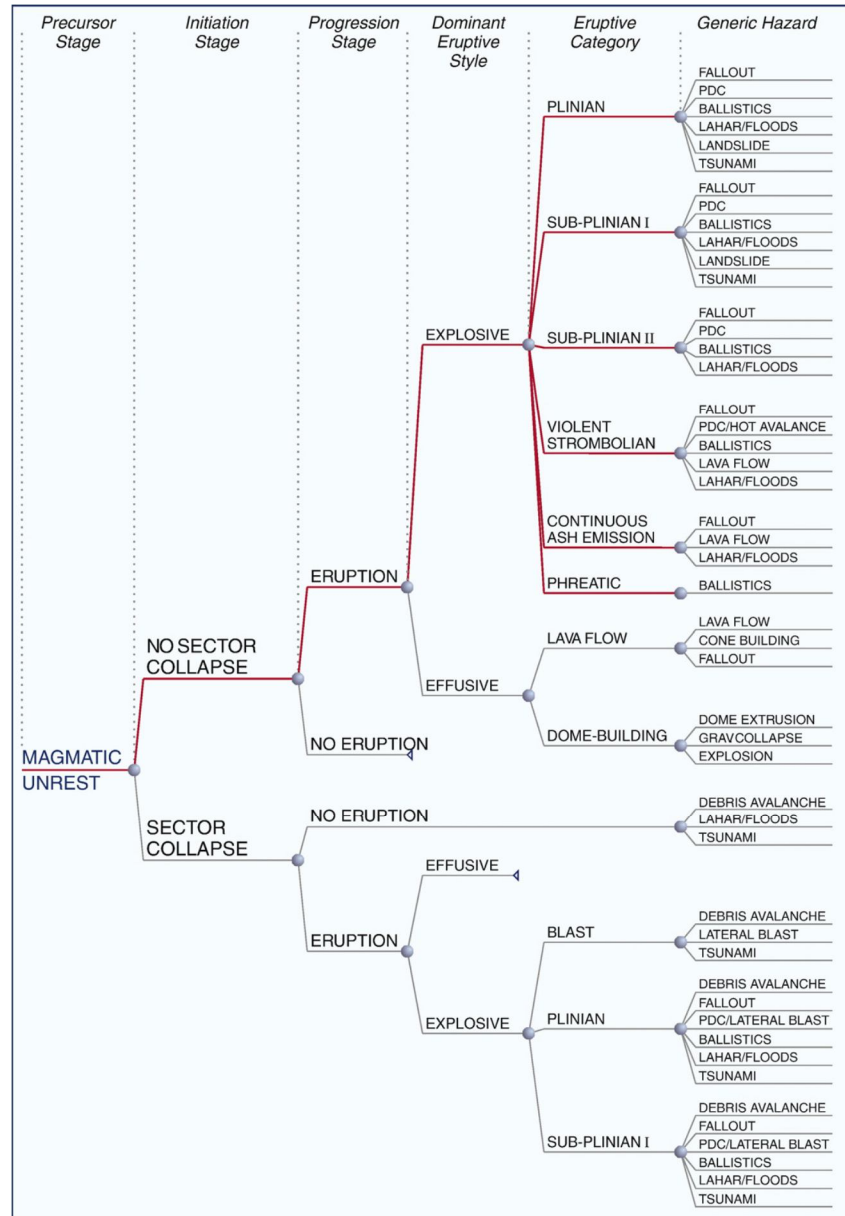 Precursor Stage
Initiation Stage
Progression Stage
Dominant Eruptive Style
Eruptive Category
Generic Hazard
MAGMATIC
UNREST
NO SECTOR
COLLAPSE
ERUPTION
EXPLOSIVE
PLINIAN
FALLOUT
PDC
BALLISTICS
LAHAR/FLOODS
LANDSLIDE
TSUNAMI
SUB-PLINIAN I
FALLOUT
PDC
BALLISTICS
LAHAR/FLOODS
LANDSLIDE
TSUNAMI
SUB-PLINIAN II
FALLOUT
PDC
BALLISTICS
LAHAR/FLOODS
VIOLENT
STROMBOLIAN
FALLOUT
PDC/HOT AVALANCE
BALLISTICS
LAVA FLOW
LAHAR/FLOODS
CONTINUOUS
ASH EMISSION
FALLOUT
LAVA FLOW
LAHAR/FLOODS
PHREATIC
BALLISTICS
EFFUSIVE
LAVA FLOW
LAVA FLOW
CONE BUILDING
FALLOUT
DOME-BUILDING
DOME EXTRUSION
GRAVCOLLAPSE
EXPLOSION
NO ERUPTION
SECTOR
COLLAPSE
NO ERUPTION
DEBRIS AVALANCHE
LAHAR/FLOODS
TSUNAMI
ERUPTION
EFFUSIVE
EXPLOSIVE
BLAST
DEBRIS AVALANCHE
LATERAL BLAST
TSUNAMI
PLINIAN
DEBRIS AVALANCHE
FALLOUT
PDC/LATERAL BLAST
BALLISTICS
LAHAR/FLOODS
TSUNAMI
SUB-PLINIAN I
DEBRIS AVALANCHE
FALLOUT
PDC/LATERAL BLAST
BALLISTICS
LAHAR/FLOODS
TSUNAMI